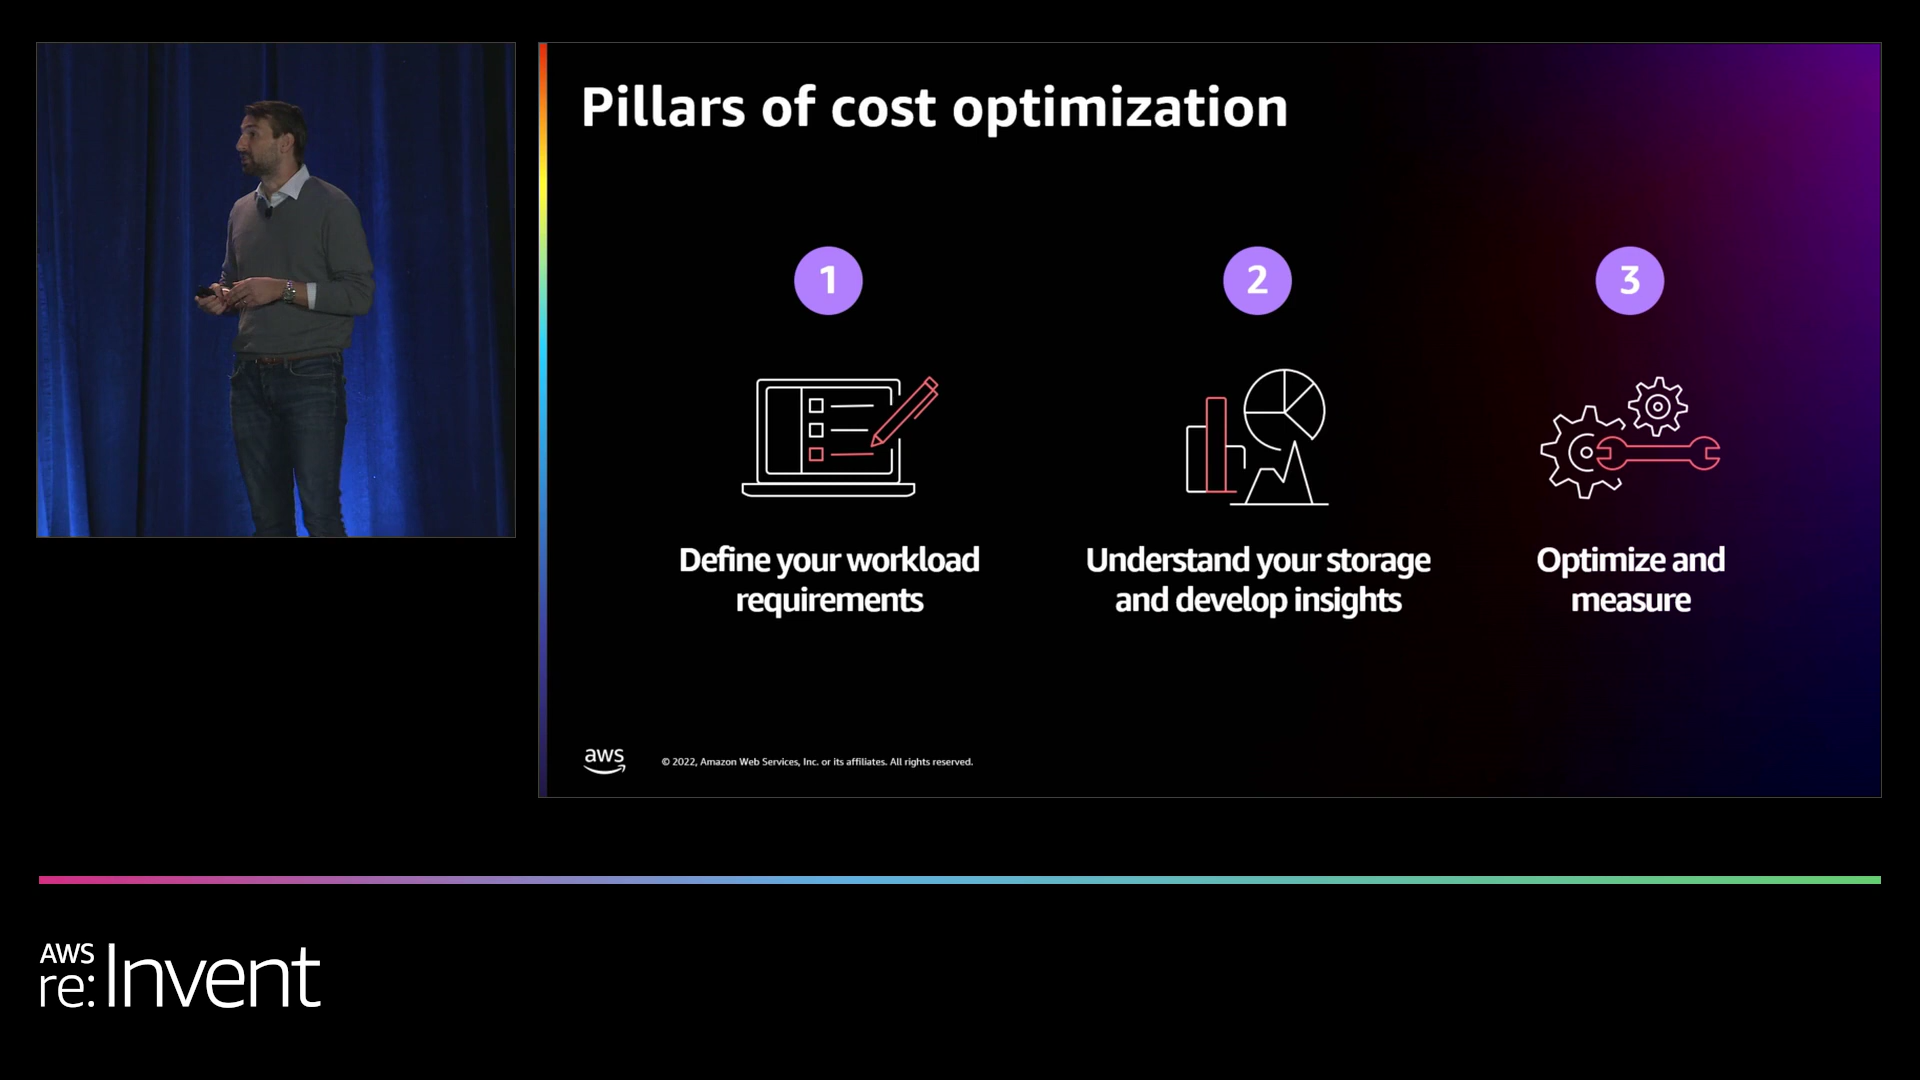 Pillars of cost optimization
1
2
3
Define your workload
requirements
Understand your storage
and develop insights
Optimize and
measure
aws
© 2022, Amazon Web Services, Inc. or its affiliates. All rights reserved.
AWS
re:Invent